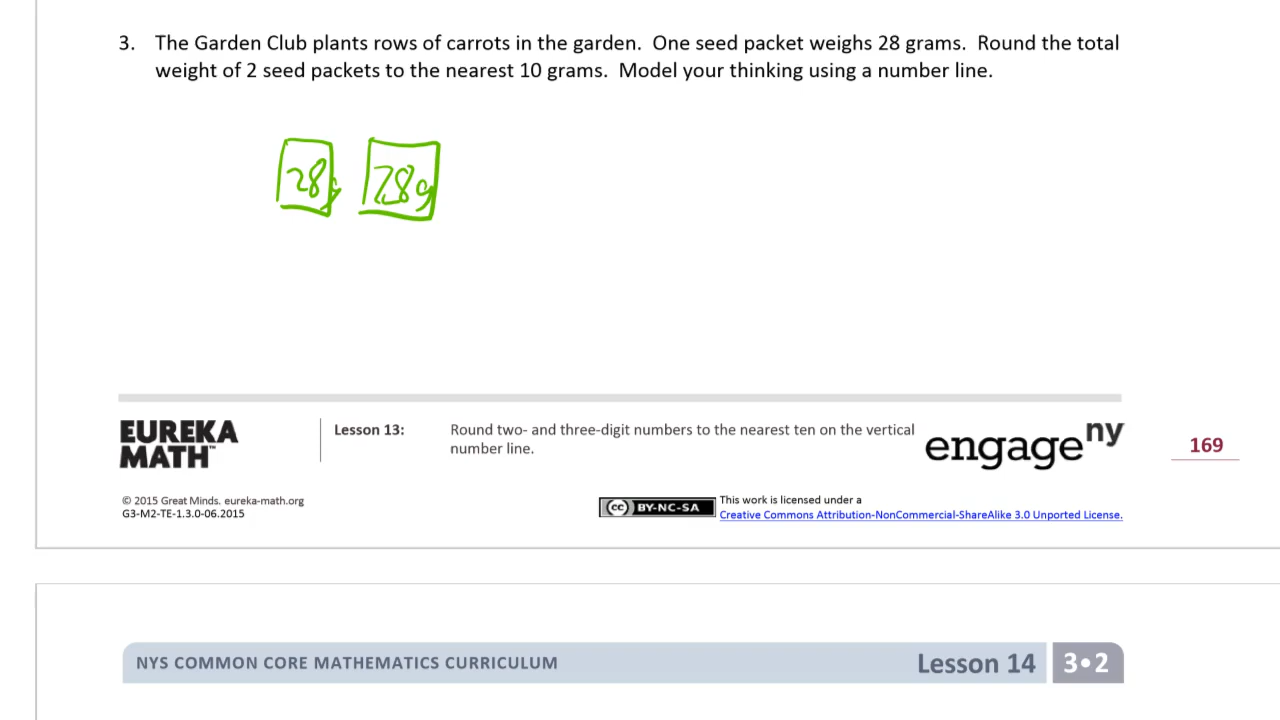 3. The Garden Club plants rows of carrots in the garden. One seed packet weighs 28 grams. Round the total
weight of 2 seed packets to the nearest 10 grams. Model your thinking using a number line.
28g 28g
EUREKA
MATH™
Lesson 13:
Round two- and three-digit numbers to the nearest ten on the vertical
number line.
engageny
169
© 2015 Great Minds. eureka-math.org
G3-M2-TE-1.3.0-06.2015
cc BY-NC-SA
This work is licensed under a
Creative Commons Attribution-NonCommercial-ShareAlike 3.0 Unported License.
NYS COMMON CORE MATHEMATICS CURRICULUM
Lesson 14
3•2